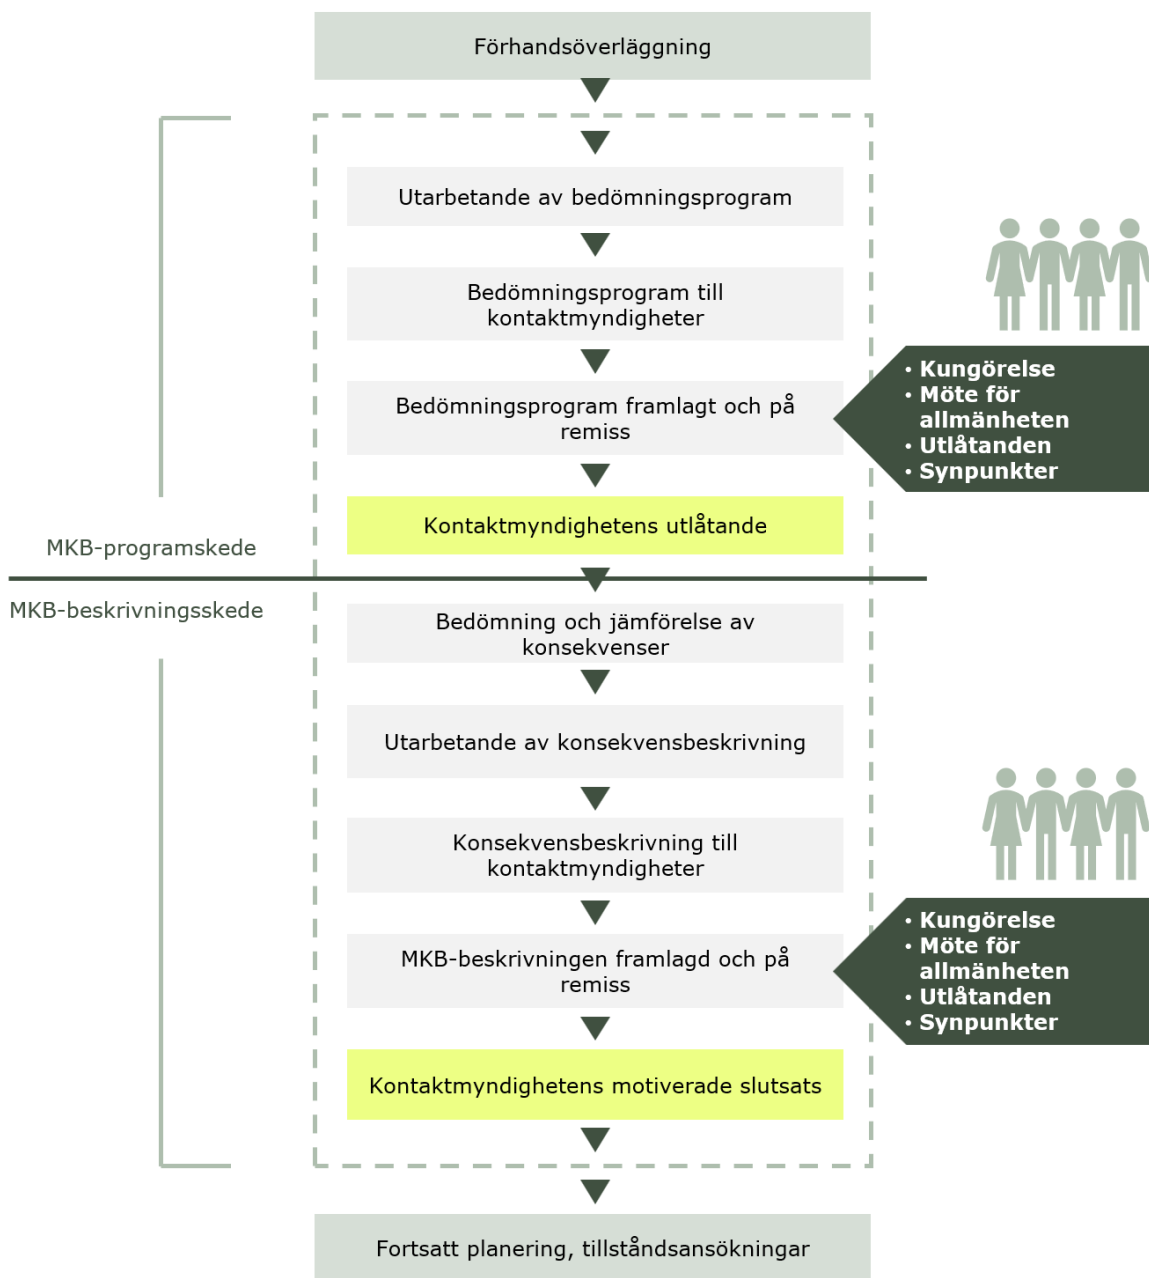 Förhandsöverläggning
Utarbetande av bedömningsprogram
Bedömningsprogram till
kontaktmyndigheter
Bedömningsprogram framlagt och på
remiss
• Kungörelse
• Möte för
allmänheten
• Utlåtanden
• Synpunkter
Kontaktmyndighetens utlåtande
MKB-programskede
MKB-beskrivningsskede
Bedömning och jämförelse av
konsekvenser
Utarbetande av konsekvensbeskrivning
Konsekvensbeskrivning till
kontaktmyndigheter
MKB-beskrivningen framlagd och på
remiss
• Kungörelse
• Möte för
allmänheten
• Utlåtanden
• Synpunkter
Kontaktmyndighetens motiverade slutsats
Fortsatt planering, tillståndsansökningar